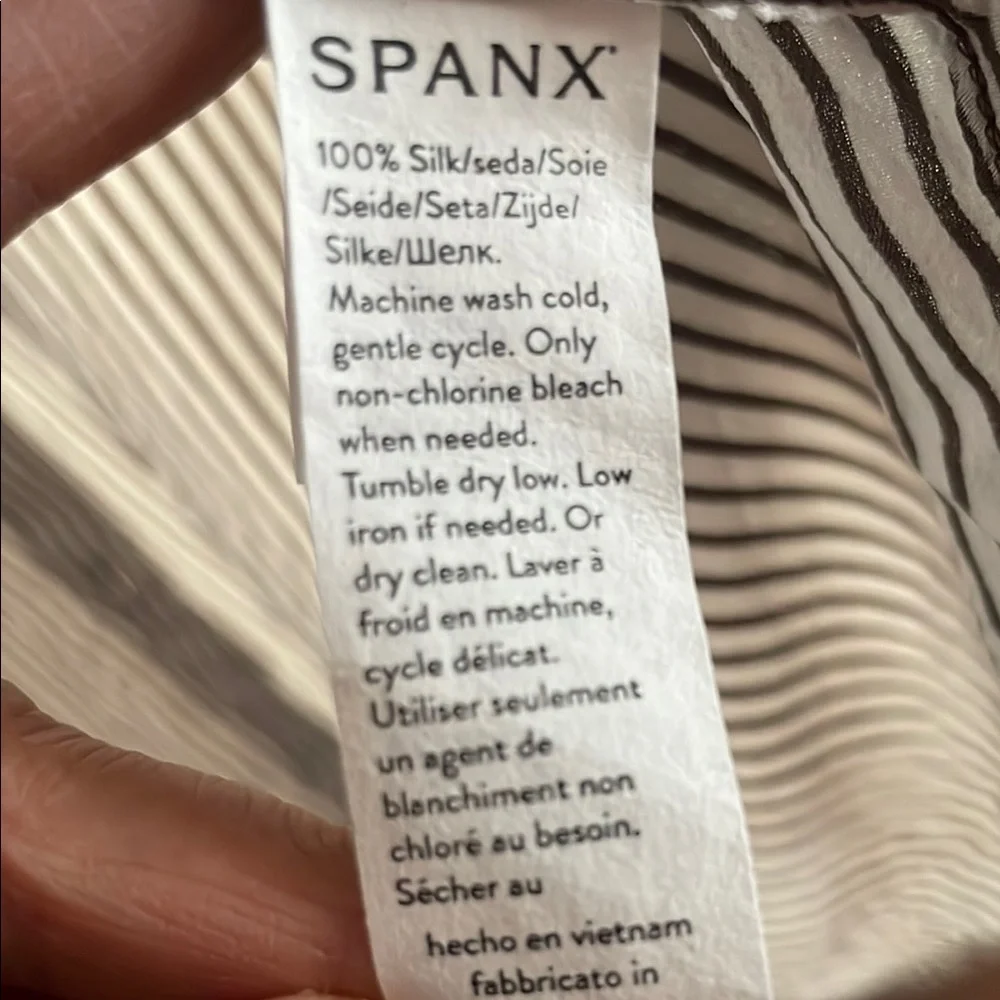 SPANX
100% Silk/seda/Soie
/Seide/Seta/Zijde/
Silke/Шелк.
Machine wash cold,
gentle cycle. Only
non-chlorine bleach
when needed.
Tumble dry low. Low
iron if needed. Or
dry clean. Laver à
froid en machine,
cycle délicat.
Utiliser seulement
un agent de
blanchiment non
chloré au besoin.
Sécher au
hecho en vietnam
fabbricato in